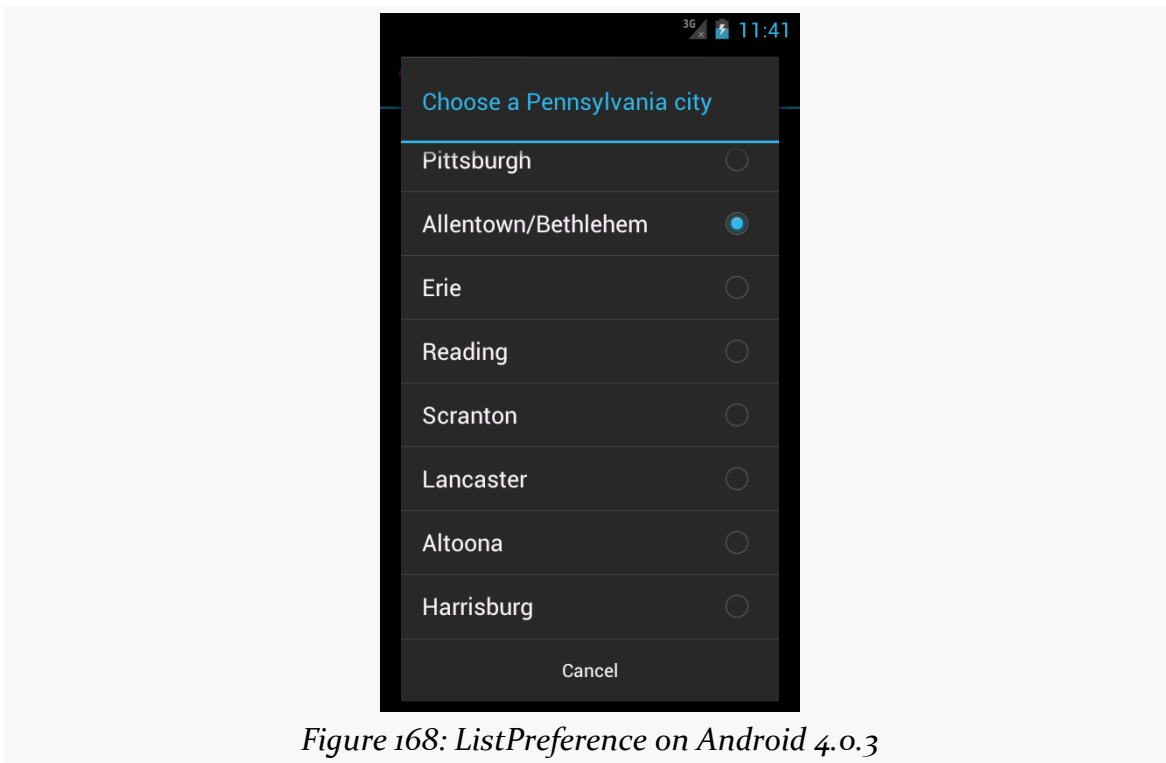 3G
11:41
Choose a Pennsylvania city
Pittsburgh
Allentown/Bethlehem
Erie
Reading
Scranton
Lancaster
Altoona
Harrisburg
Cancel
Figure 168: ListPreference on Android 4.0.3